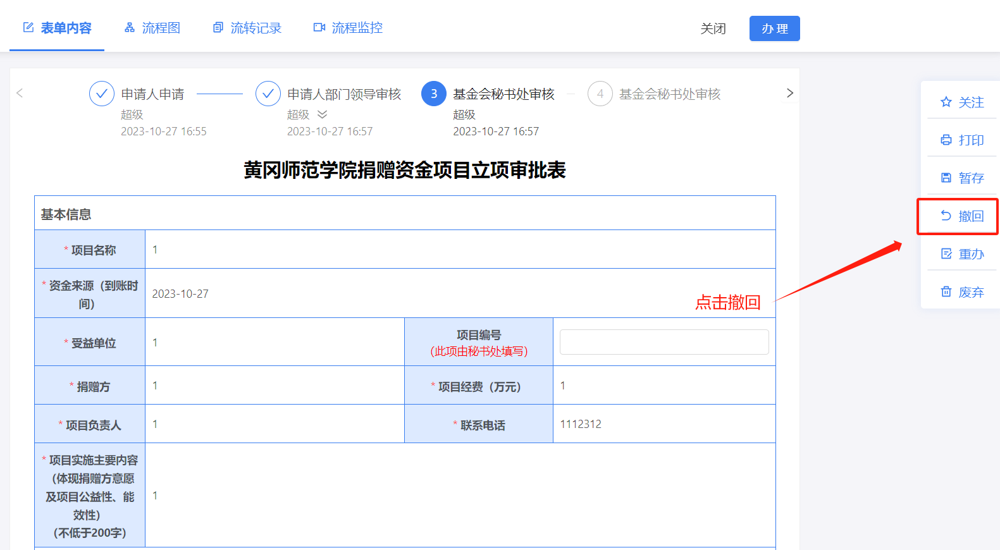 表单内容 流程图 流转记录 流程监控 关闭 办 理
申请人申请 申请人部门领导审核 3 基金会秘书处审核 4 基金会秘书处审核
超级 超级 超级
2023-10-27 16:55 2023-10-27 16:57 2023-10-27 16:57
关注
打印
暂存
撤回
重办
废弃
黄冈师范学院捐赠资金项目立项审批表
基本信息
* 项目名称 1
* 资金来源（到账时
间） 2023-10-27
点击撤回
* 受益单位 1 项目编号
（此项由秘书处填写）
* 捐赠方 1 * 项目经费（万元） 1
* 项目负责人 1 * 联系电话 1112312
* 项目实施主要内容
（体现捐赠方意愿
及项目公益性、能
效性）
（不低于200字） 1